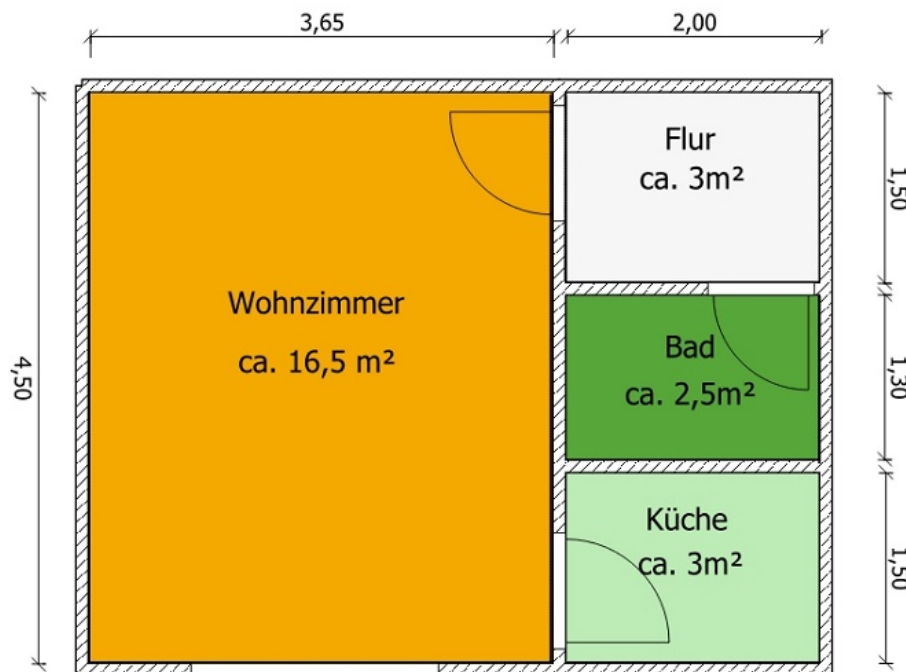 3,65
2,00
Flur
ca. 3m²
1,50
Wohnzimmer
ca. 16,5 m²
4,50
Bad
ca. 2,5m²
1,30
Küche
ca. 3m²
1,50